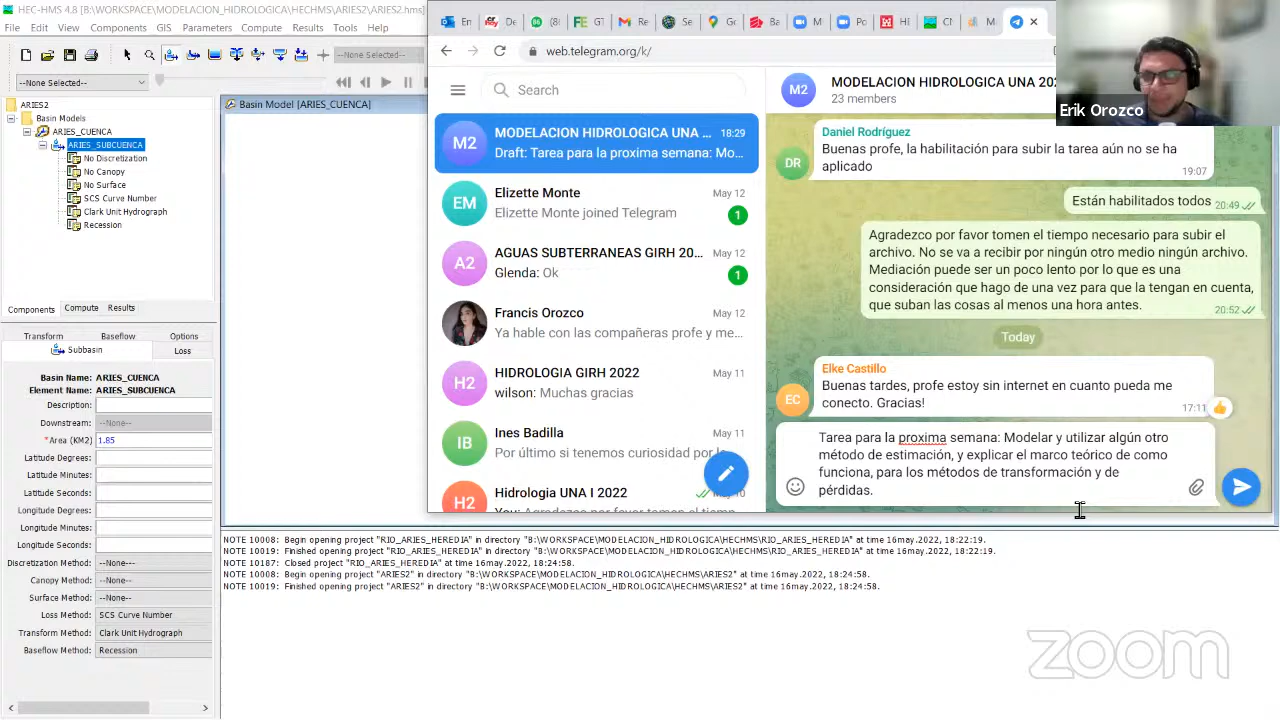 HEC-HMS 4.8 [B:\WORKSPACE\MODELACION_HIDROLOGICA\HECHMS\ARIES2\ARIES2.hms]
File Edit View Components GIS Parameters Compute Results Tools Help
--None Selected--
--None Selected--
ARIES2
Basin Models
ARIES_CUENCA
ARIES_SUBCUENCA
No Discretization
No Canopy
No Surface
SCS Curve Number
Clark Unit Hydrograph
Recession
Components Compute Results
Transform Baseflow Options
Subbasin Loss
Basin Name: ARIES_CUENCA
Element Name: ARIES_SUBCUENCA
Description:
Downstream: --None--
*Area (KM2) 1.85
Latitude Degrees:
Latitude Minutes:
Latitude Seconds:
Longitude Degrees:
Longitude Minutes:
Longitude Seconds:
Discretization Method: --None--
Canopy Method: --None--
Surface Method: --None--
Loss Method: SCS Curve Number
Transform Method: Clark Unit Hydrograph
Baseflow Method: Recession
Basin Model [ARIES_CUENCA]
web.telegram.org/k/
Search
M2
MODELACION HIDROLOGICA UNA ... 18:29
Draft: Tarea para la proxima semana: Mo...
EM
Elizette Monte May 12
Elizette Monte joined Telegram 1
A2
AGUAS SUBTERRANEAS GIRH 20... May 12
Glenda: Ok 1
Francis Orozco May 12
Ya hable con las compañeras profe y me...
H2
HIDROLOGIA GIRH 2022 May 11
wilson: Muchas gracias
IB
Ines Badilla May 11
Por último si tenemos curiosidad por
H2
Hidrologia UNA I 2022
M2
MODELACION HIDROLOGICA UNA 202
23 members
Erik Orozco
DR
Daniel Rodríguez
Buenas profe, la habilitación para subir la tarea aún no se ha
aplicado 19:07
Están habilitados todos 20:49
Agradezco por favor tomen el tiempo necesario para subir el
archivo. No se va a recibir por ningún otro medio ningún archivo.
Mediación puede ser un poco lento por lo que es una
consideración que hago de una vez para que la tengan en cuenta,
que suban las cosas al menos una hora antes. 20:52
Today
EC
Elke Castillo
Buenas tardes, profe estoy sin internet en cuanto pueda me
conecto. Gracias! 17:11
Tarea para la proxima semana: Modelar y utilizar algún otro
método de estimación, y explicar el marco teórico de como
funciona, para los métodos de transformación y de
pérdidas.
NOTE 10008: Begin opening project "RIO_ARIES_HEREDIA" in directory "B:\WORKSPACE\MODELACION_HIDROLOGICA\HECHMS\RIO_ARIES_HEREDIA" at time 16may.2022, 18:22:19.
NOTE 10019: Finished opening project "RIO_ARIES_HEREDIA" in directory "B:\WORKSPACE\MODELACION_HIDROLOGICA\HECHMS\RIO_ARIES_HEREDIA" at time 16may.2022, 18:22:19.
NOTE 10187: Closed project "RIO_ARIES_HEREDIA" at time 16may.2022, 18:24:58.
NOTE 10008: Begin opening project "ARIES2" in directory "B:\WORKSPACE\MODELACION_HIDROLOGICA\HECHMS\ARIES2" at time 16may.2022, 18:24:58.
NOTE 10019: Finished opening project "ARIES2" in directory "B:\WORKSPACE\MODELACION_HIDROLOGICA\HECHMS\ARIES2" at time 16may.2022, 18:24:58.
zoom